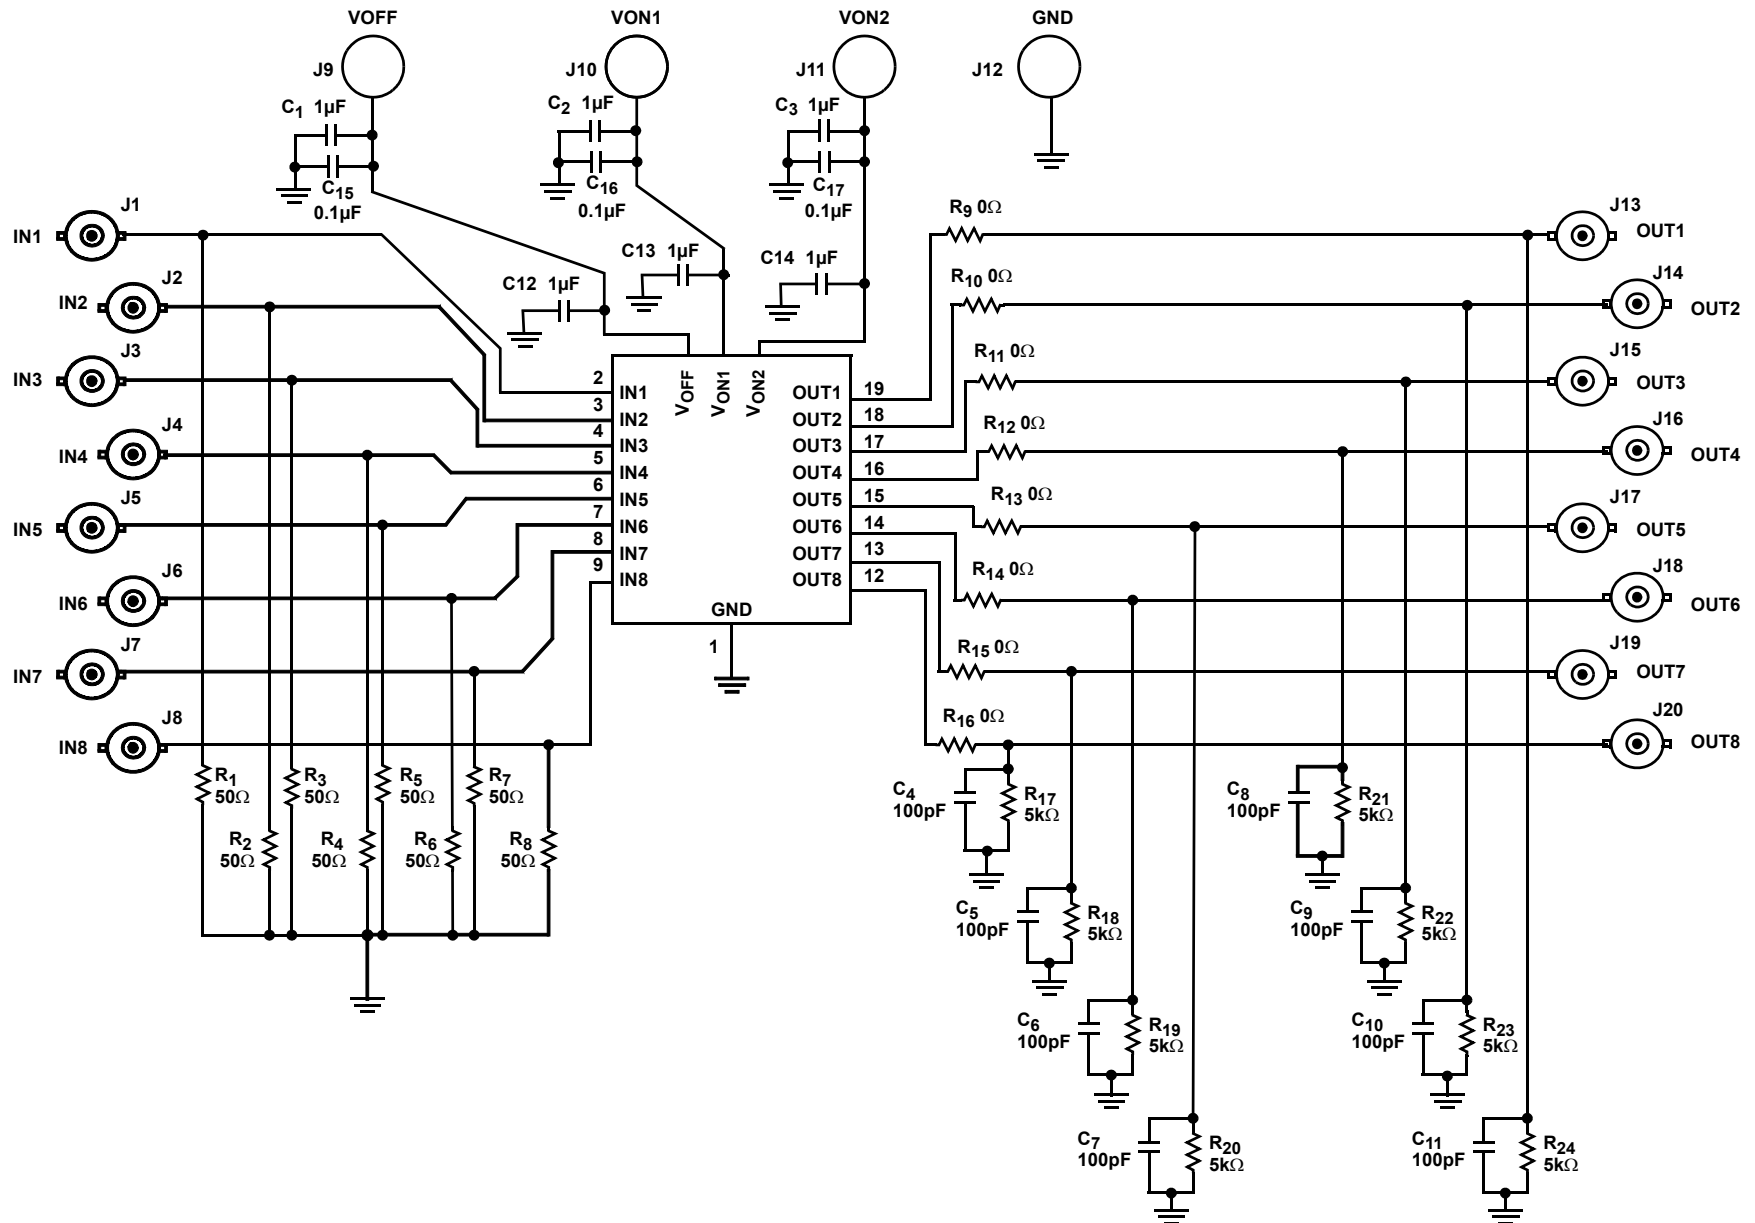 VOFF
VON1
VON2
GND
J9
J10
J11
J12
C1 1µF
C2 1µF
C3 1µF
C15
0.1µF
C16
0.1µF
C17
0.1µF
C12 1µF
C13 1µF
C14 1µF
IN1
J1
IN2
J2
IN3
J3
IN4
J4
IN5
J5
IN6
J6
IN7
J7
IN8
J8
R1
50Ω
R3
50Ω
R5
50Ω
R7
50Ω
R2
50Ω
R4
50Ω
R6
50Ω
R8
50Ω
VOFF
VON1
VON2
2
IN1
3
IN2
4
IN3
5
IN4
6
IN5
7
IN6
8
IN7
9
IN8
OUT1
19
OUT2
18
OUT3
17
OUT4
16
OUT5
15
OUT6
14
OUT7
13
OUT8
12
GND
1
R9 0Ω
R10 0Ω
R11 0Ω
R12 0Ω
R13 0Ω
R14 0Ω
R15 0Ω
R16 0Ω
J13
OUT1
J14
OUT2
J15
OUT3
J16
OUT4
J17
OUT5
J18
OUT6
J19
OUT7
J20
OUT8
C4
100pF
R17
5kΩ
C8
100pF
R21
5kΩ
C5
100pF
R18
5kΩ
C9
100pF
R22
5kΩ
C6
100pF
R19
5kΩ
C10
100pF
R23
5kΩ
C7
100pF
R20
5kΩ
C11
100pF
R24
5kΩ